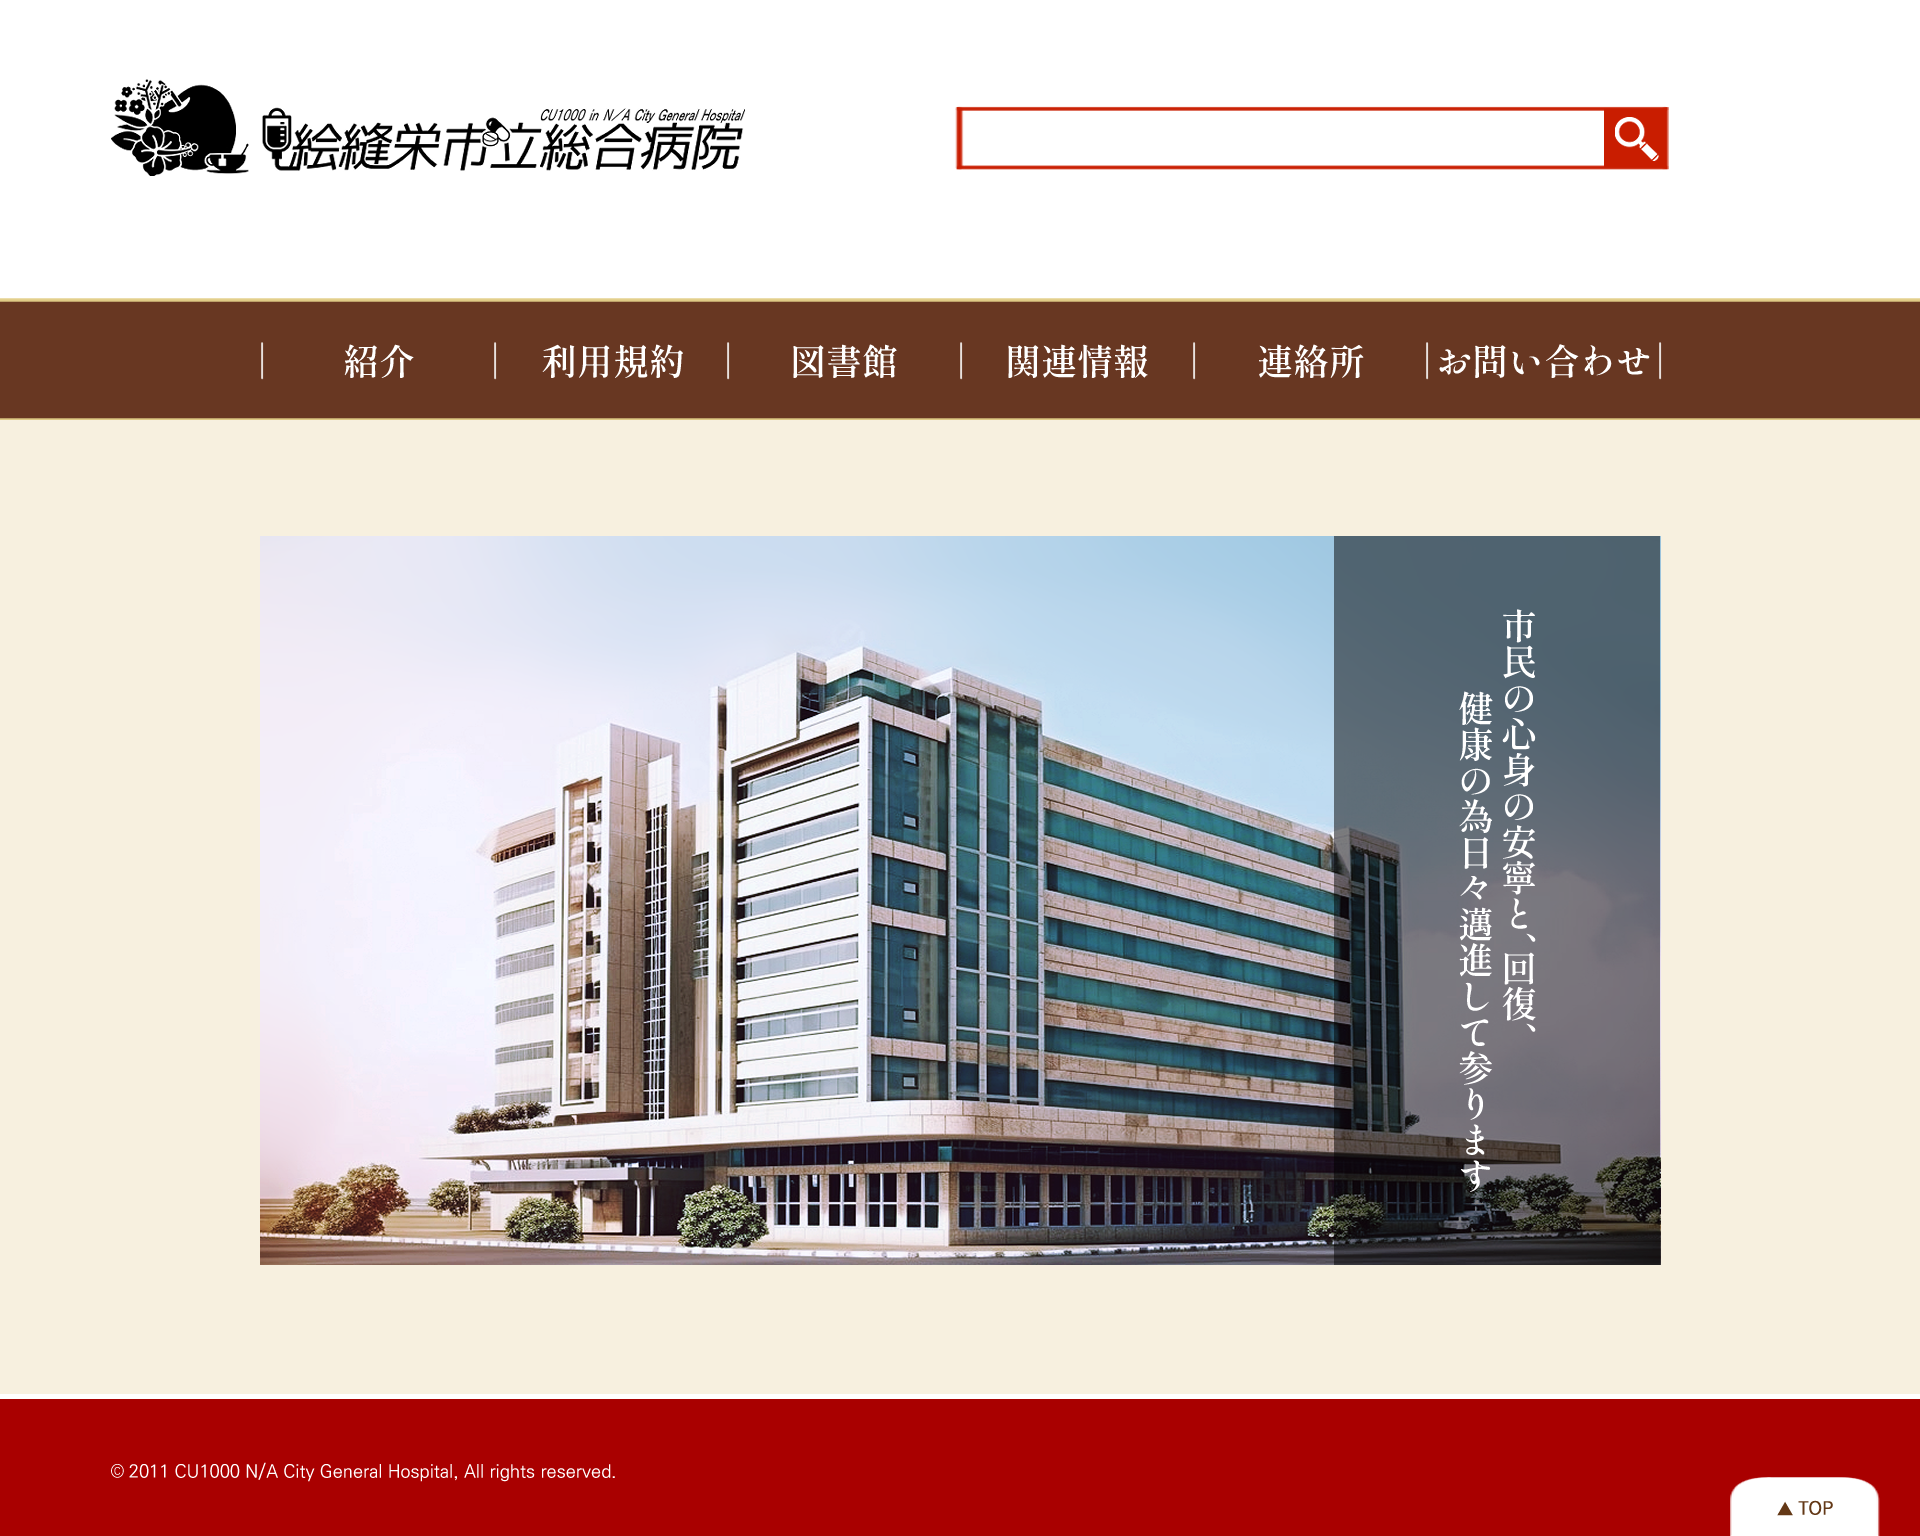 CU1000 in N/A City General Hospital
絵縫栄市立総合病院
紹介
利用規約
図書館
関連情報
連絡所
お問い合わせ
市民の心身の安寧と、回復、
健康の為日々邁進して参ります
© 2011 CU1000 N/A City General Hospital, All rights reserved.
▲ TOP